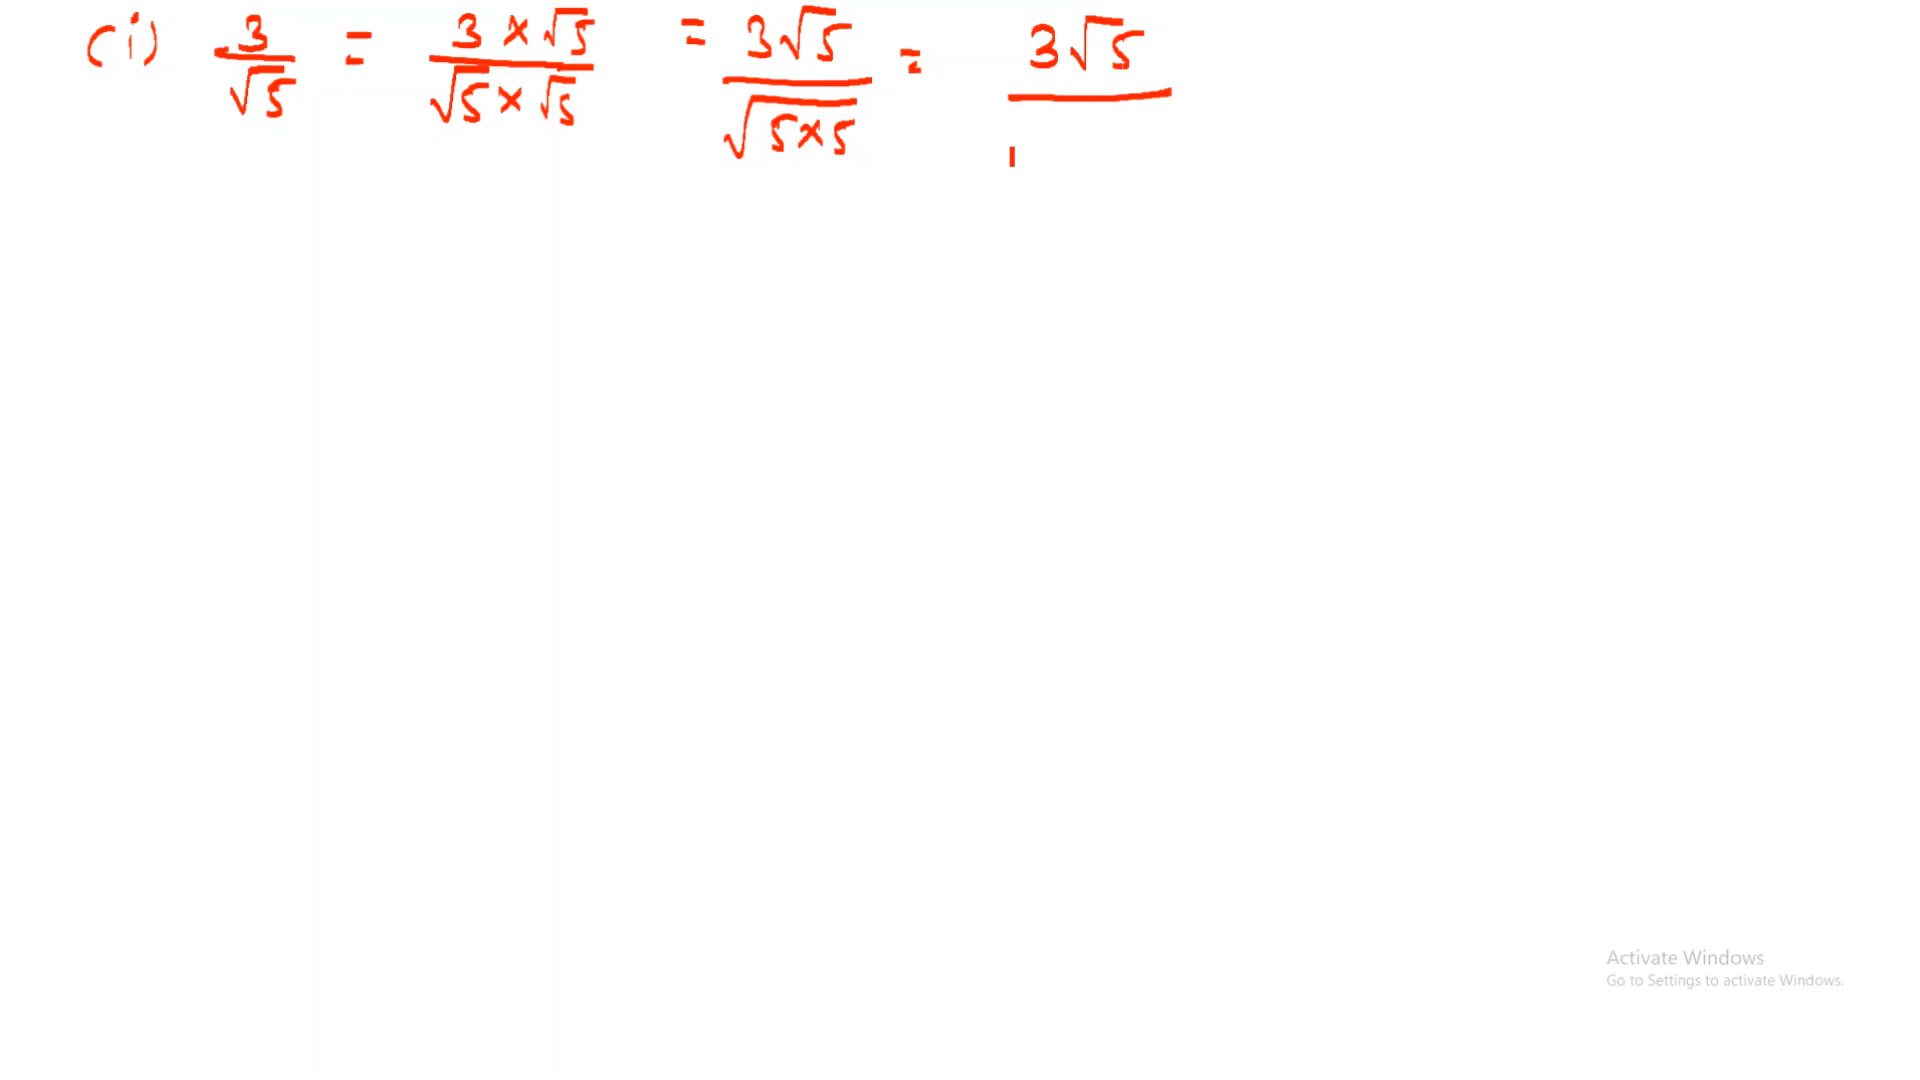 (i) 3/√5 = 3 × √5/√5 × √5 = 3√5/√5×5 = 3√5/
Activate Windows
Go to Settings to activate Windows.